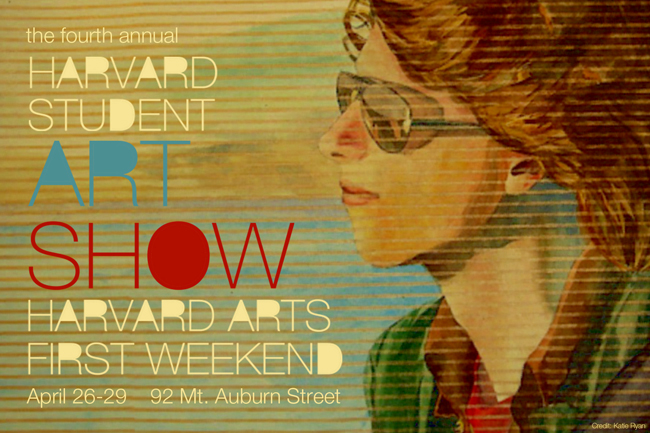 the fourth annual
HARVARD
STUDENT
ART
SHOW
HARVARD ARTS
FIRST WEEKEND
April 26-29 92 Mt. Auburn Street
Credit: Katie Ryan